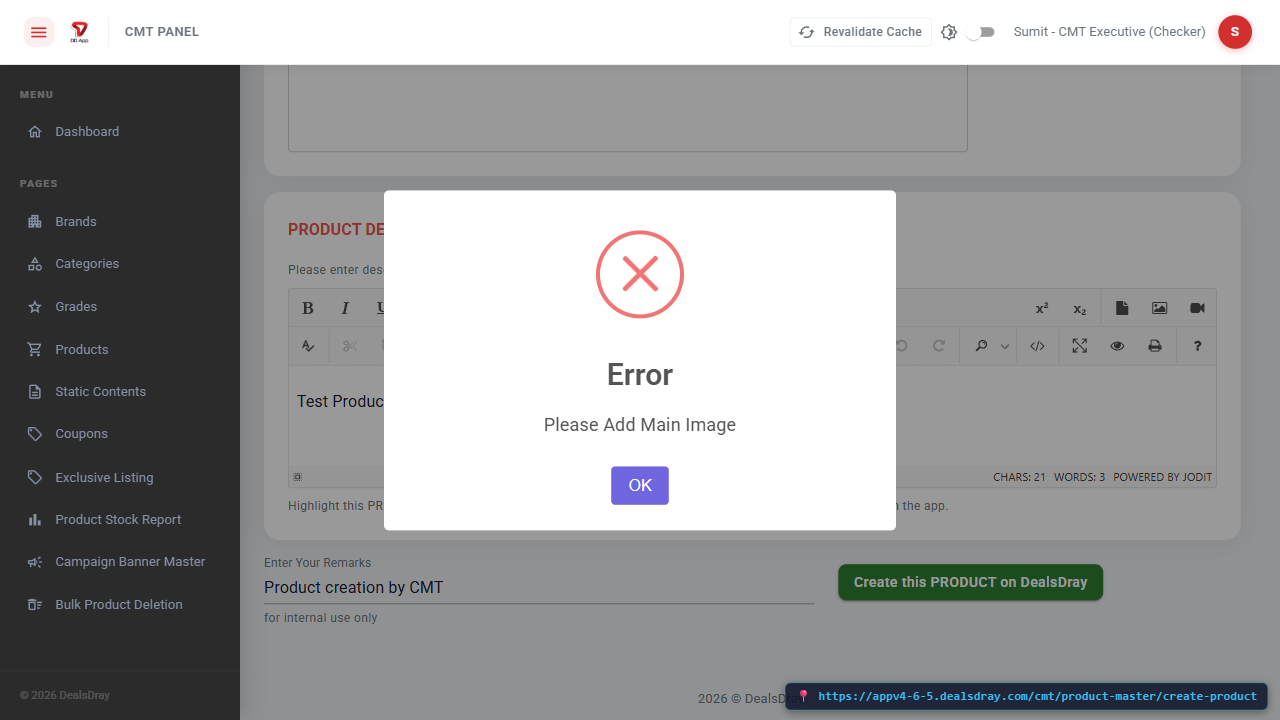 DD App
CMT PANEL
Revalidate Cache
Sumit - CMT Executive (Checker)
S
MENU
Dashboard
PAGES
Brands
Categories
Grades
Products
Static Contents
Coupons
Exclusive Listing
Product Stock Report
Campaign Banner Master
Bulk Product Deletion
© 2026 DealsDray
PRODUCT DE
Please enter des
B
I
U
x²
x₂
</>
?
Test Produc
CHARS: 21 WORDS: 3 POWERED BY JODIT
Highlight this PR
the app.
Error
Please Add Main Image
OK
Enter Your Remarks
Product creation by CMT
for internal use only
Create this PRODUCT on DealsDray
2026 © DealsD
https://appv4-6-5.dealsdray.com/cmt/product-master/create-product